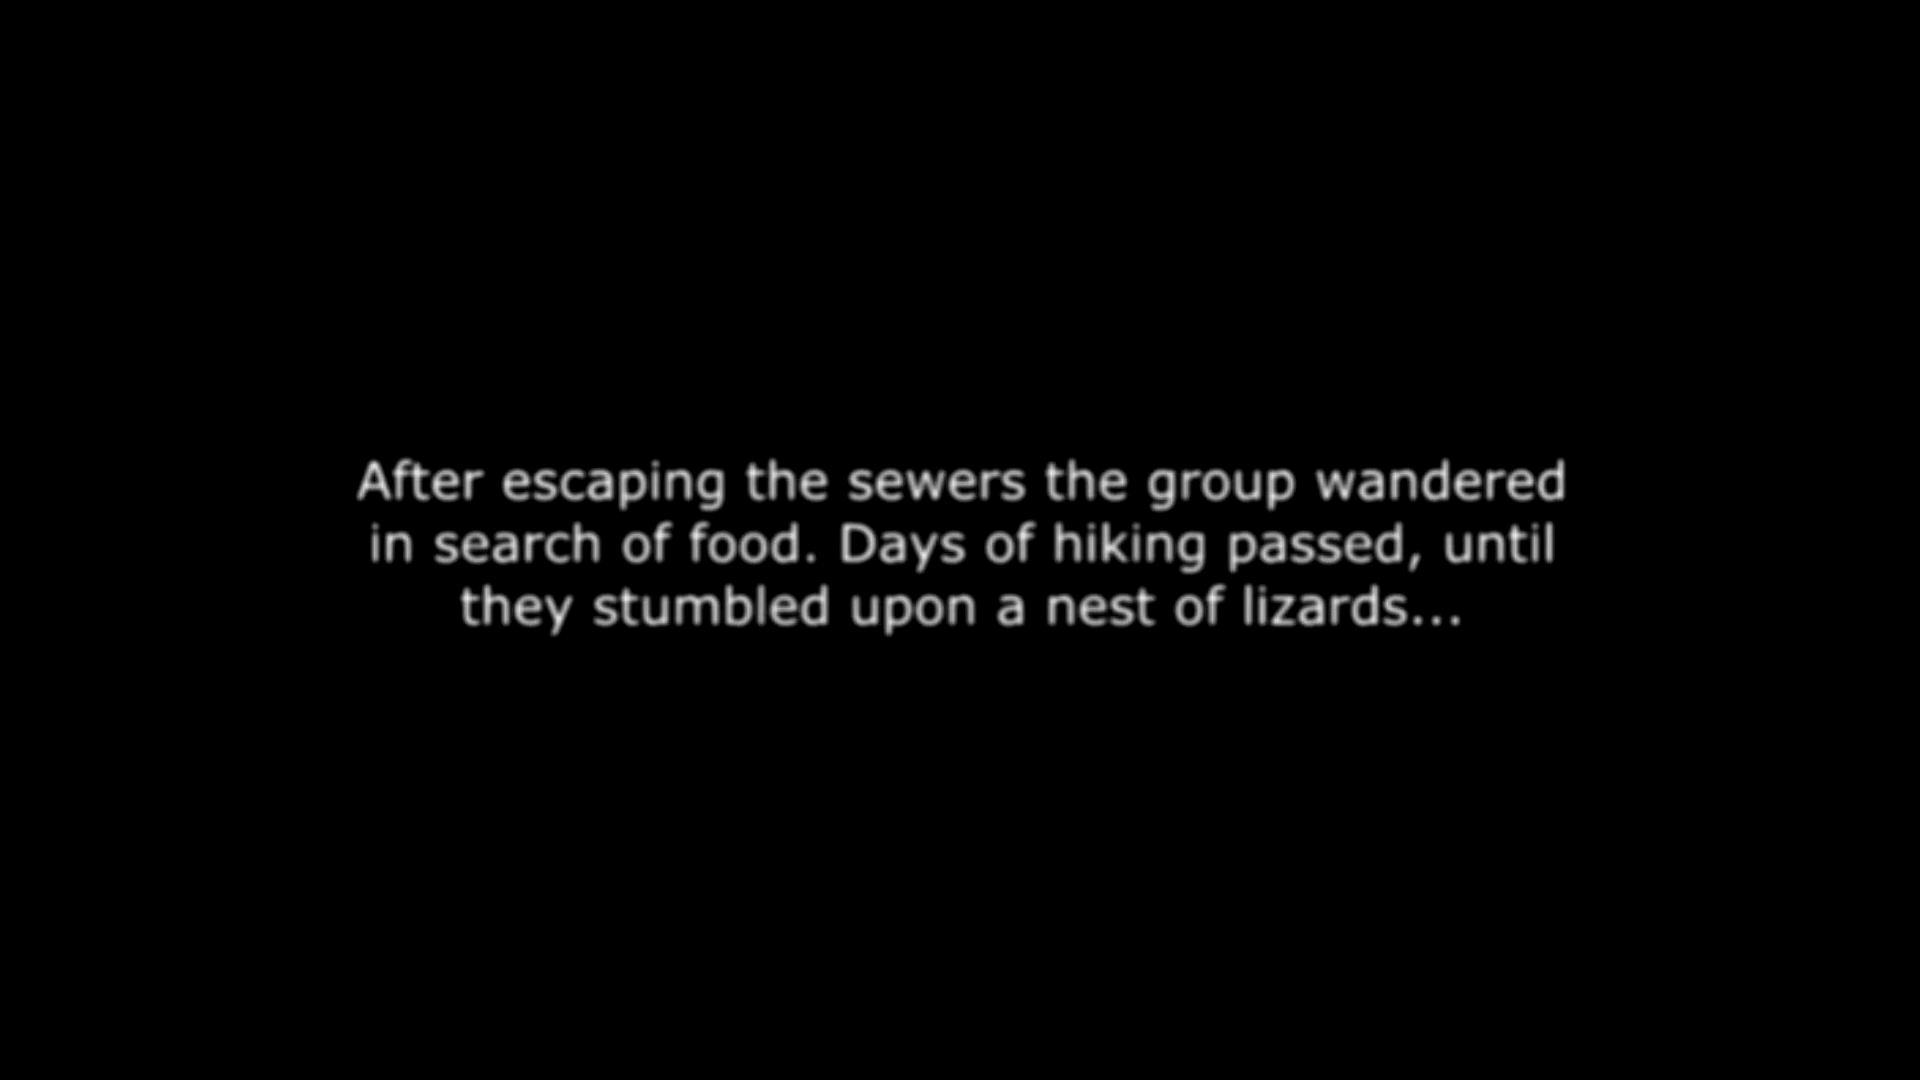 After escaping the sewers the group wandered
in search of food. Days of hiking passed, until
they stumbled upon a nest of lizards...